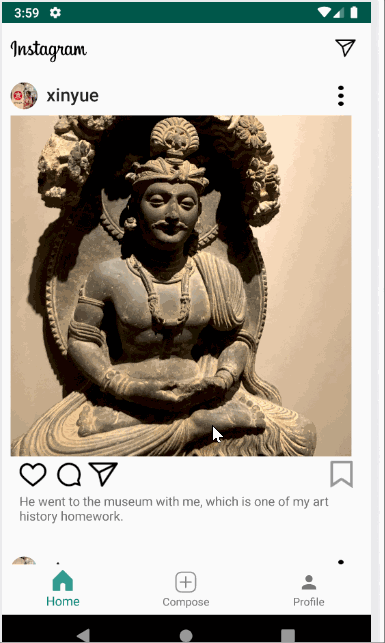 3:59
Instagram
xinyue
He went to the museum with me, which is one of my art
history homework.
Home
Compose
Profile